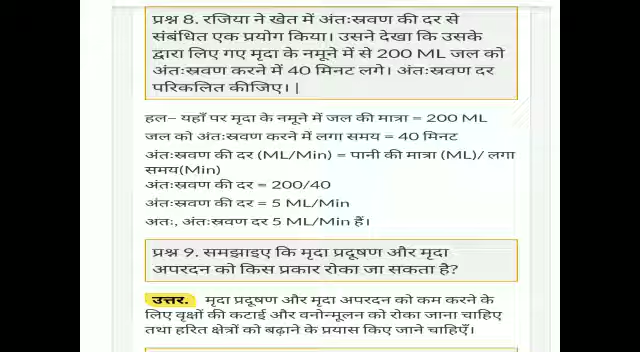 प्रश्न 8. रजिया ने खेत में अंतःस्रवण की दर से
संबंधित एक प्रयोग किया। उसने देखा कि उसके
द्वारा लिए गए मृदा के नमूने में से 200 ML जल को
अंतःस्रवण करने में 40 मिनट लगे। अंतःस्रवण दर
परिकलित कीजिए। |
हल– यहाँ पर मृदा के नमूने में जल की मात्रा = 200 ML
जल को अंतःस्रवण करने में लगा समय = 40 मिनट
अंतःस्रवण की दर (ML/Min) = पानी की मात्रा (ML)/ लगा
समय(Min)
अंतःस्रवण की दर = 200/40
अंतःस्रवण की दर = 5 ML/Min
अतः, अंतःस्रवण दर 5 ML/Min हैं।
प्रश्न 9. समझाइए कि मृदा प्रदूषण और मृदा
अपरदन को किस प्रकार रोका जा सकता है?
उत्तर. मृदा प्रदूषण और मृदा अपरदन को कम करने के
लिए वृक्षों की कटाई और वनोन्मूलन को रोका जाना चाहिए
तथा हरित क्षेत्रों को बढ़ाने के प्रयास किए जाने चाहिएँ।